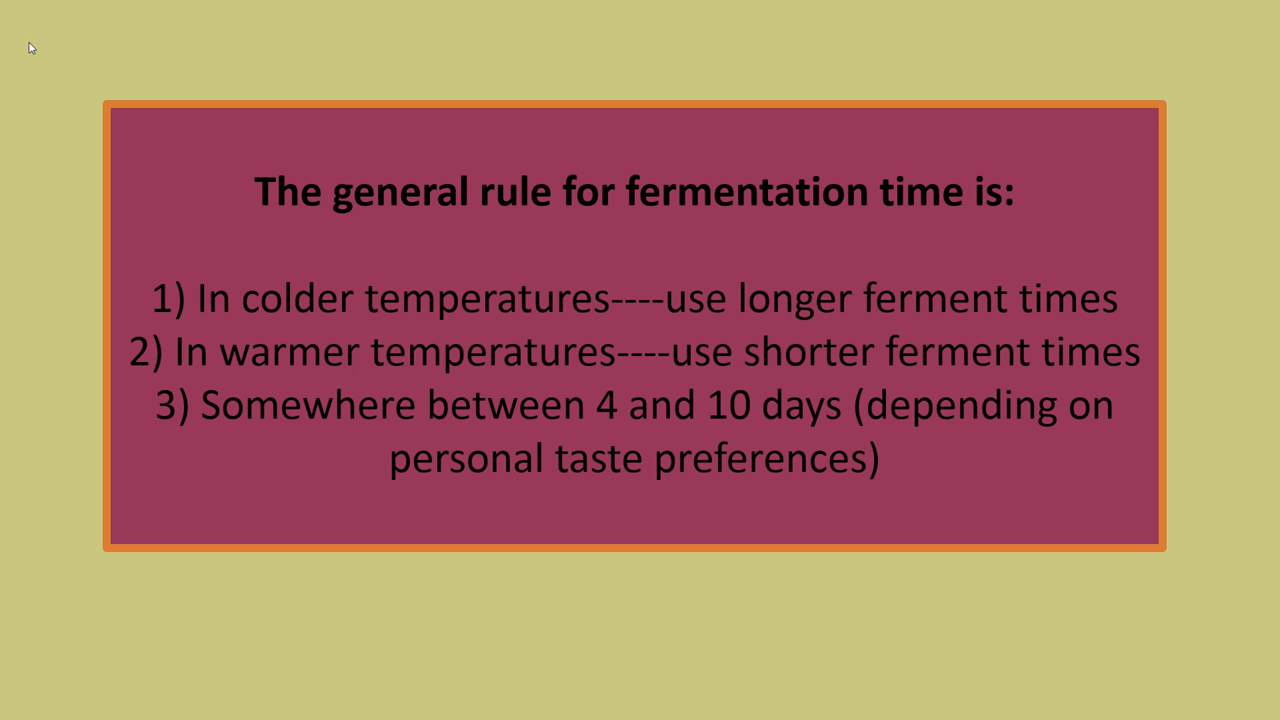 The general rule for fermentation time is:
1) In colder temperatures----use longer ferment times
2) In warmer temperatures----use shorter ferment times
3) Somewhere between 4 and 10 days (depending on
personal taste preferences)